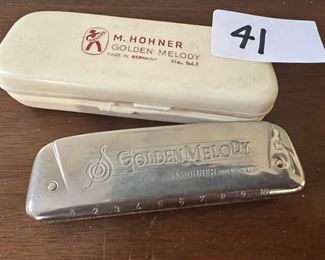 41
M. HOHNER
GOLDEN MELODY
MADE IN GERMANY No. 542
GOLDEN MELODY
M. HOHNER
1 2 3 4 5 6 7 8 9 10